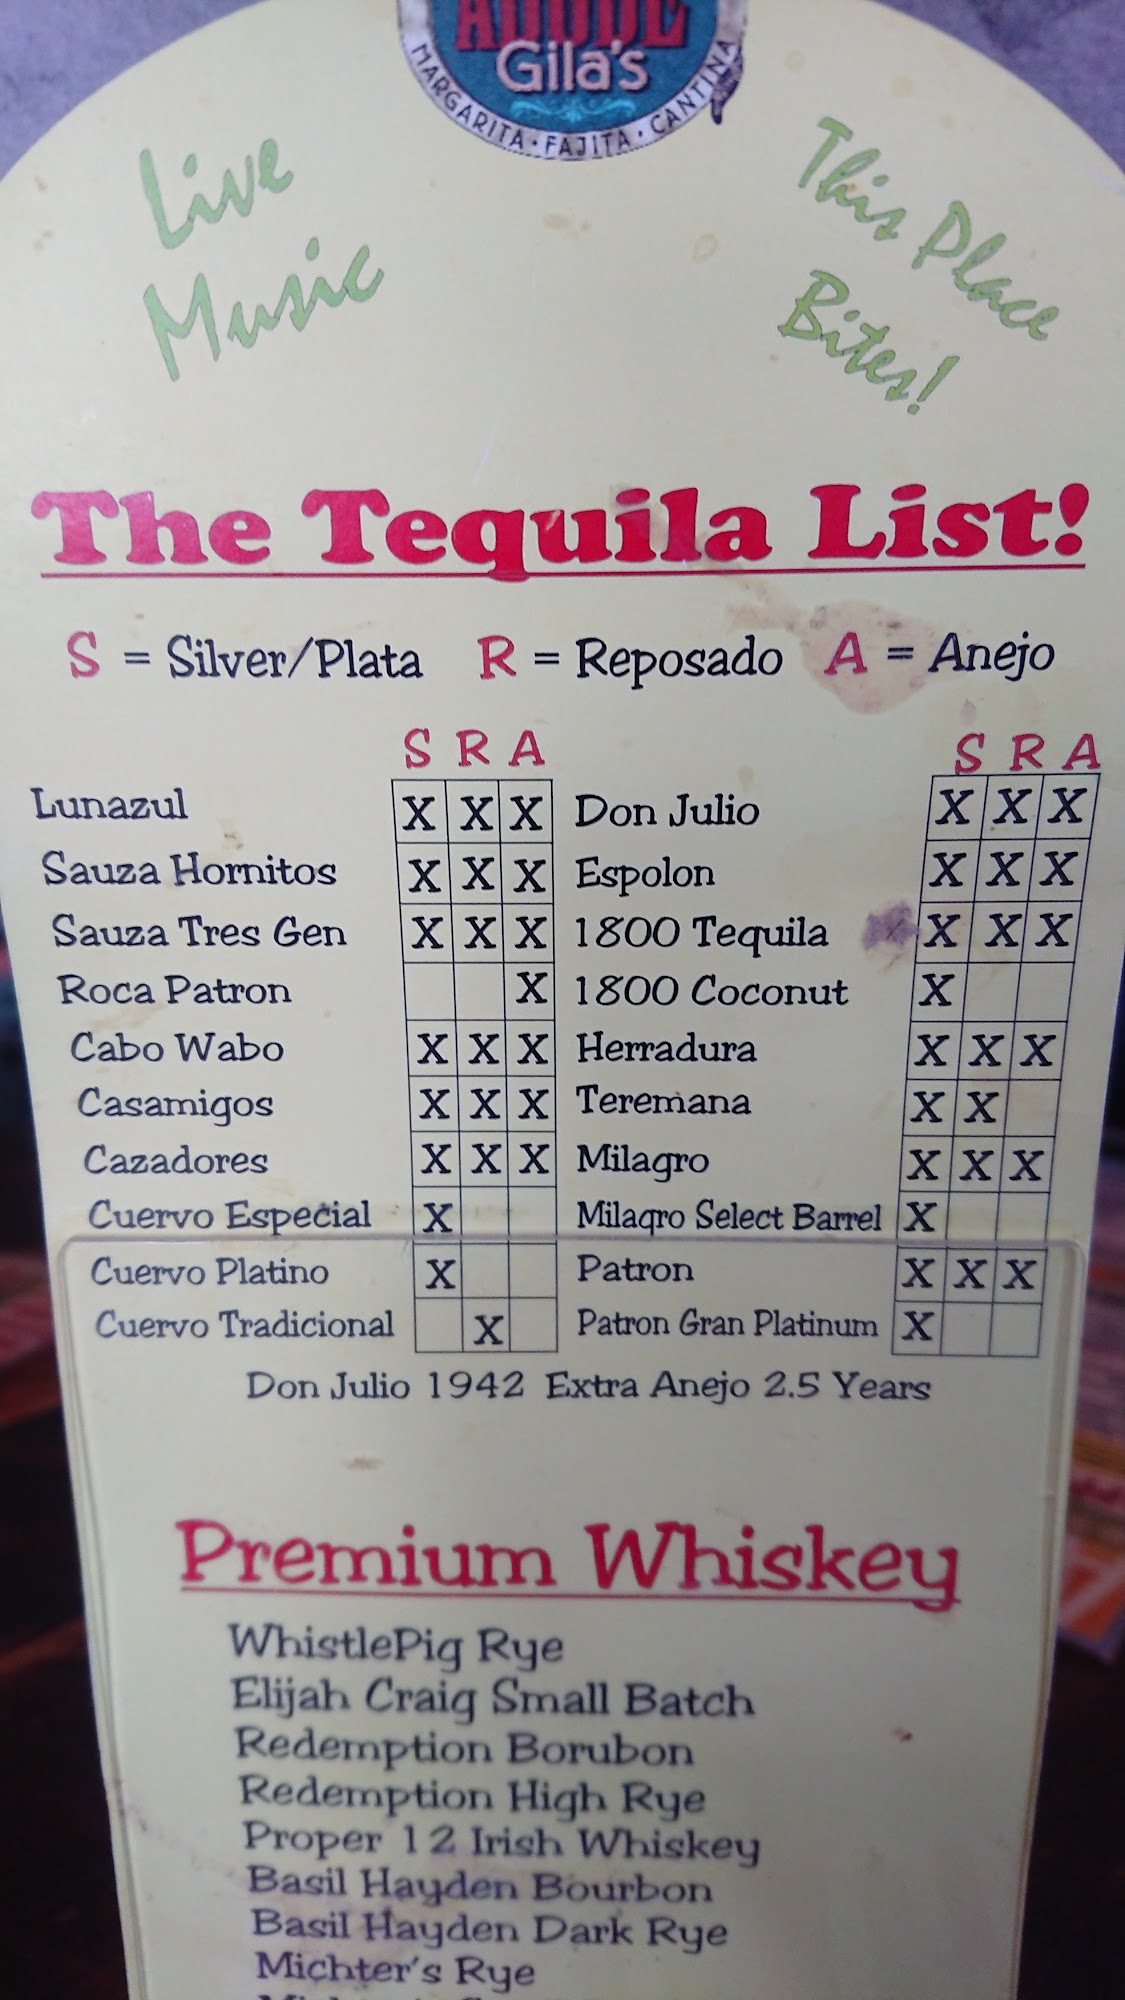 Gila's
MARGARITA · FAJITA · CANTINA
Live
Music
This Place
Bites!
The Tequila List!
S = Silver/Plata R = Reposado A = Anejo
S R A S R A
Lunazul X X X Don Julio X X X
Sauza Hornitos X X X Espolon X X X
Sauza Tres Gen X X X 1800 Tequila X X X
Roca Patron X 1800 Coconut X
Cabo Wabo X X X Herradura X X X
Casamigos X X X Teremana X X
Cazadores X X X Milagro X X X
Cuervo Especial X Milagro Select Barrel X
Cuervo Platino X Patron X X X
Cuervo Tradicional X Patron Gran Platinum X
Don Julio 1942 Extra Anejo 2.5 Years
Premium Whiskey
WhistlePig Rye
Elijah Craig Small Batch
Redemption Borubon
Redemption High Rye
Proper 12 Irish Whiskey
Basil Hayden Bourbon
Basil Hayden Dark Rye
Michter's Rye